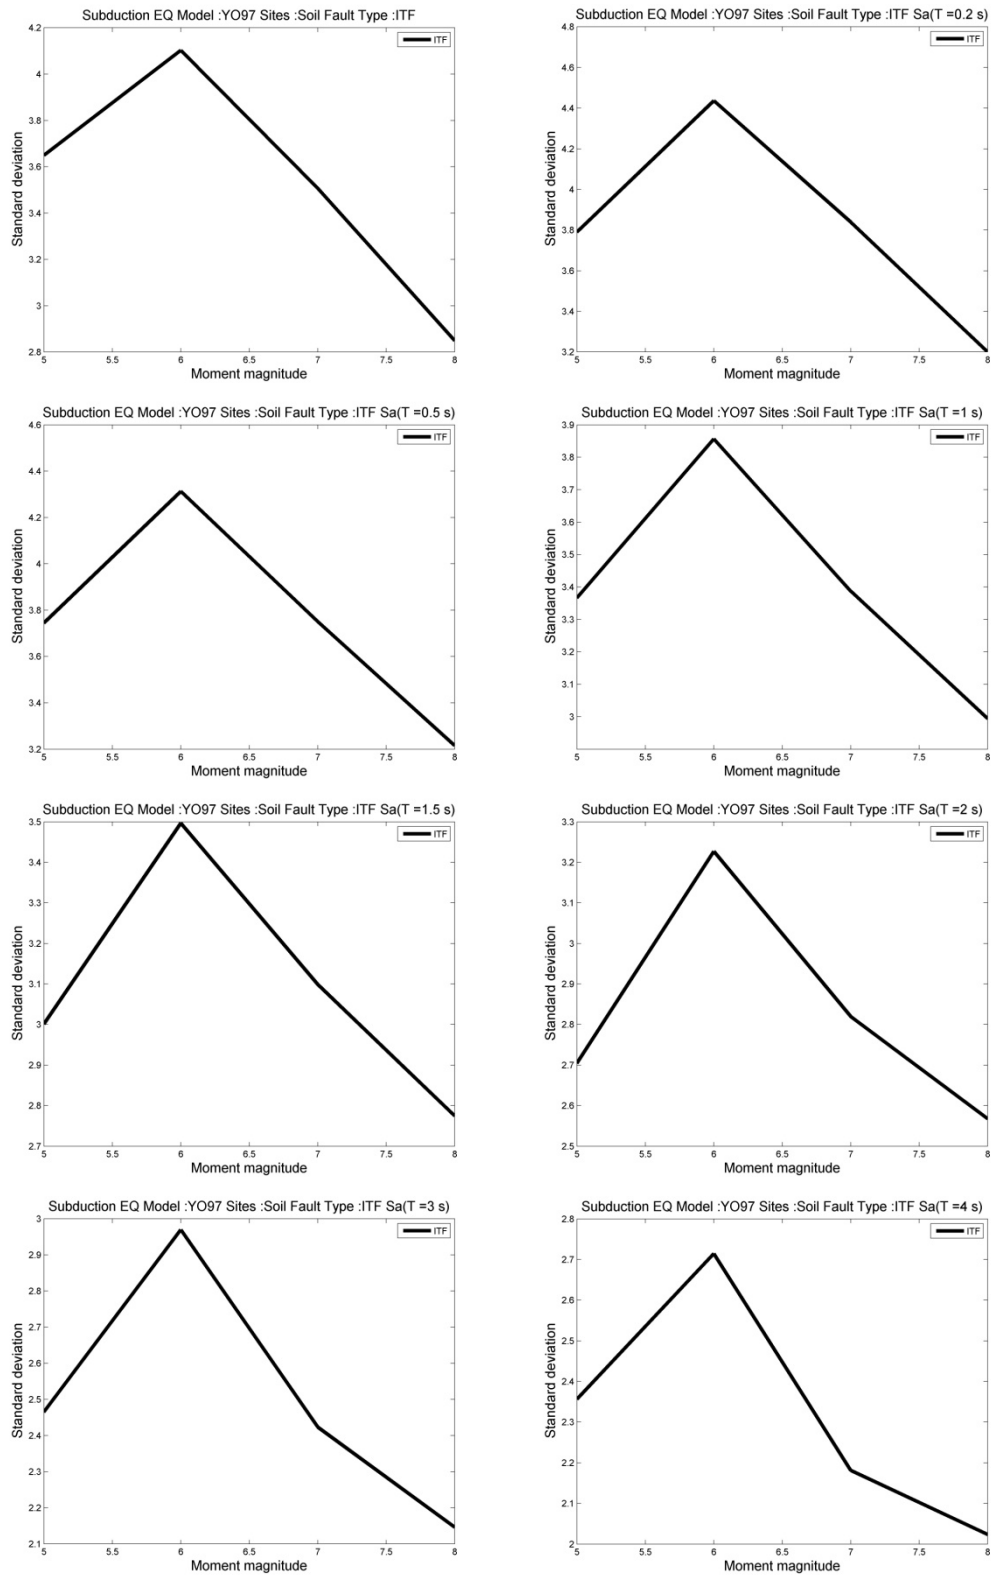 Subduction EQ Model :YO97 Sites :Soil Fault Type :ITF
4.2
4
3.8
3.6
3.4
3.2
3
2.8
Standard deviation
ITF
5 5.5 6 6.5 7 7.5 8
Moment magnitude
Subduction EQ Model :YO97 Sites :Soil Fault Type :ITF Sa(T =0.2 s)
4.8
4.6
4.4
4.2
4
3.8
3.6
3.4
3.2
Standard deviation
ITF
5 5.5 6 6.5 7 7.5 8
Moment magnitude
Subduction EQ Model :YO97 Sites :Soil Fault Type :ITF Sa(T =0.5 s)
4.6
4.4
4.2
4
3.8
3.6
3.4
3.2
Standard deviation
ITF
5 5.5 6 6.5 7 7.5 8
Moment magnitude
Subduction EQ Model :YO97 Sites :Soil Fault Type :ITF Sa(T =1 s)
3.9
3.8
3.7
3.6
3.5
3.4
3.3
3.2
3.1
3
Standard deviation
ITF
5 5.5 6 6.5 7 7.5 8
Moment magnitude
Subduction EQ Model :YO97 Sites :Soil Fault Type :ITF Sa(T =1.5 s)
3.5
3.4
3.3
3.2
3.1
3
2.9
2.8
2.7
Standard deviation
ITF
5 5.5 6 6.5 7 7.5 8
Moment magnitude
Subduction EQ Model :YO97 Sites :Soil Fault Type :ITF Sa(T =2 s)
3.3
3.2
3.1
3
2.9
2.8
2.7
2.6
2.5
Standard deviation
ITF
5 5.5 6 6.5 7 7.5 8
Moment magnitude
Subduction EQ Model :YO97 Sites :Soil Fault Type :ITF Sa(T =3 s)
3
2.9
2.8
2.7
2.6
2.5
2.4
2.3
2.2
2.1
Standard deviation
ITF
5 5.5 6 6.5 7 7.5 8
Moment magnitude
Subduction EQ Model :YO97 Sites :Soil Fault Type :ITF Sa(T =4 s)
2.8
2.7
2.6
2.5
2.4
2.3
2.2
2.1
2
Standard deviation
ITF
5 5.5 6 6.5 7 7.5 8
Moment magnitude